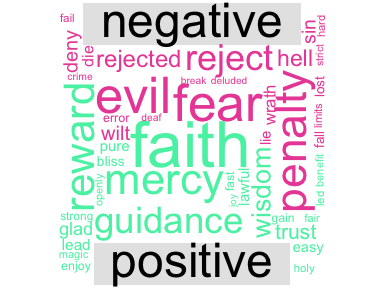 negative
fail
hard
sin
deny
die
rejected
reject
hell
strict
crime
break
deluded
lost
evil
fear
wrath
penalty
reward
error
deaf
wilt
lie
fall
limits
faith
pure
bliss
mercy
openly
joy
fast
lawful
wisdom
led
benefit
strong
guidance
gain
fair
glad
trust
lead
easy
magic
enjoy
holy
positive